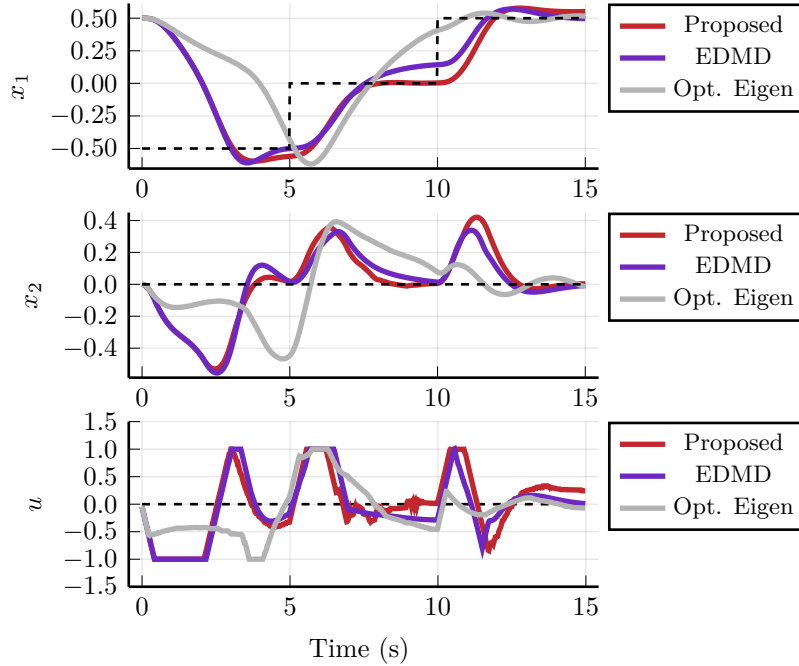 0.50
0.25
0.00
−0.25
−0.50
x1
0 5 10 15
Proposed
EDMD
Opt. Eigen
0.4
0.2
0.0
−0.2
−0.4
x2
0 5 10 15
Proposed
EDMD
Opt. Eigen
1.5
1.0
0.5
0.0
−0.5
−1.0
−1.5
u
0 5 10 15
Time (s)
Proposed
EDMD
Opt. Eigen